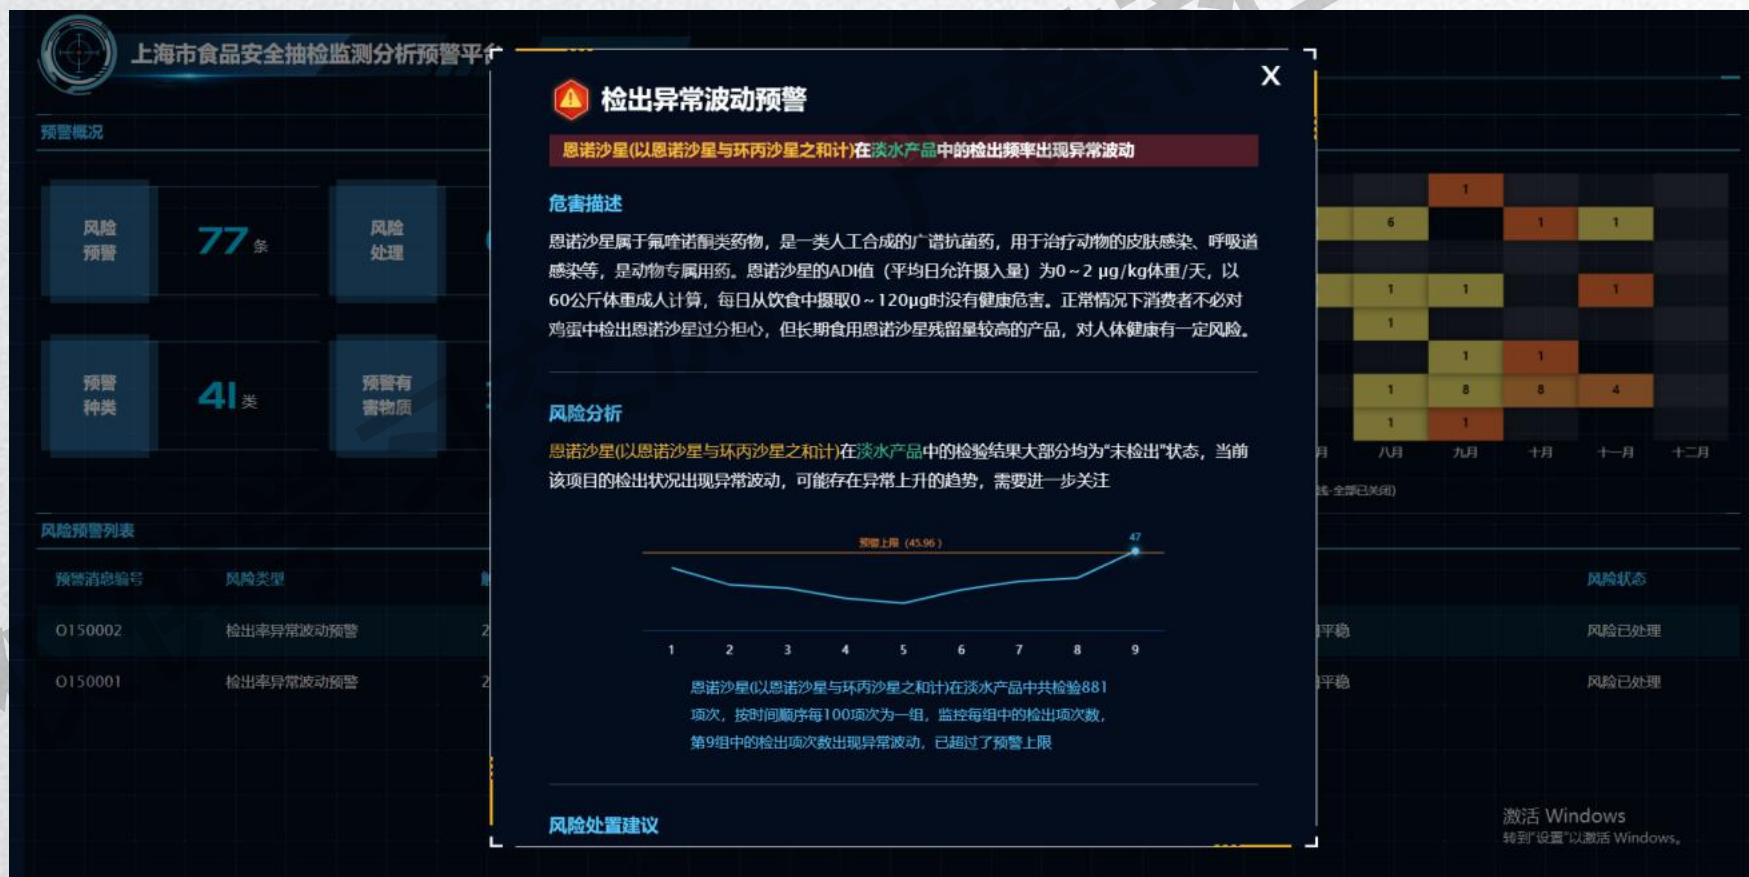 上海市食品安全抽检监测分析预警平台
预警概况
风险
预警
77 条
风险
处理
预警
种类
41 类
预警有
害物质
风险预警列表
预警消息编号 风险类型
O150002 检出率异常波动预警
O150001 检出率异常波动预警
X
检出异常波动预警
恩诺沙星(以恩诺沙星与环丙沙星之和计)在淡水产品中的检出频率出现异常波动
危害描述
恩诺沙星属于氟喹诺酮类药物，是一类人工合成的广谱抗菌药，用于治疗动物的皮肤感染、呼吸道
感染等，是动物专属用药。恩诺沙星的ADI值（平均日允许摄入量）为0~2 μg/kg体重/天，以
60公斤体重成人计算，每日从饮食中摄取0~120μg时没有健康危害。正常情况下消费者不必对
鸡蛋中检出恩诺沙星过分担心，但长期食用恩诺沙星残留量较高的产品，对人体健康有一定风险。
风险分析
恩诺沙星(以恩诺沙星与环丙沙星之和计)在淡水产品中的检验结果大部分均为“未检出”状态，当前
该项目的检出状况出现异常波动，可能存在异常上升的趋势，需要进一步关注
预警上限（45.96）
47
1 2 3 4 5 6 7 8 9
恩诺沙星(以恩诺沙星与环丙沙星之和计)在淡水产品中共检验881
项次，按时间顺序每100项次为一组，监控每组中的检出项次数，
第9组中的检出项次数出现异常波动，已超过了预警上限
风险处置建议
1
6 1 1
1 1 1
1
1 1
1 8 8 4
1 1
月 八月 九月 十月 十一月 十二月
全部已关闭)
风险状态
平稳 风险已处理
平稳 风险已处理
激活 Windows
转到“设置”以激活 Windows。